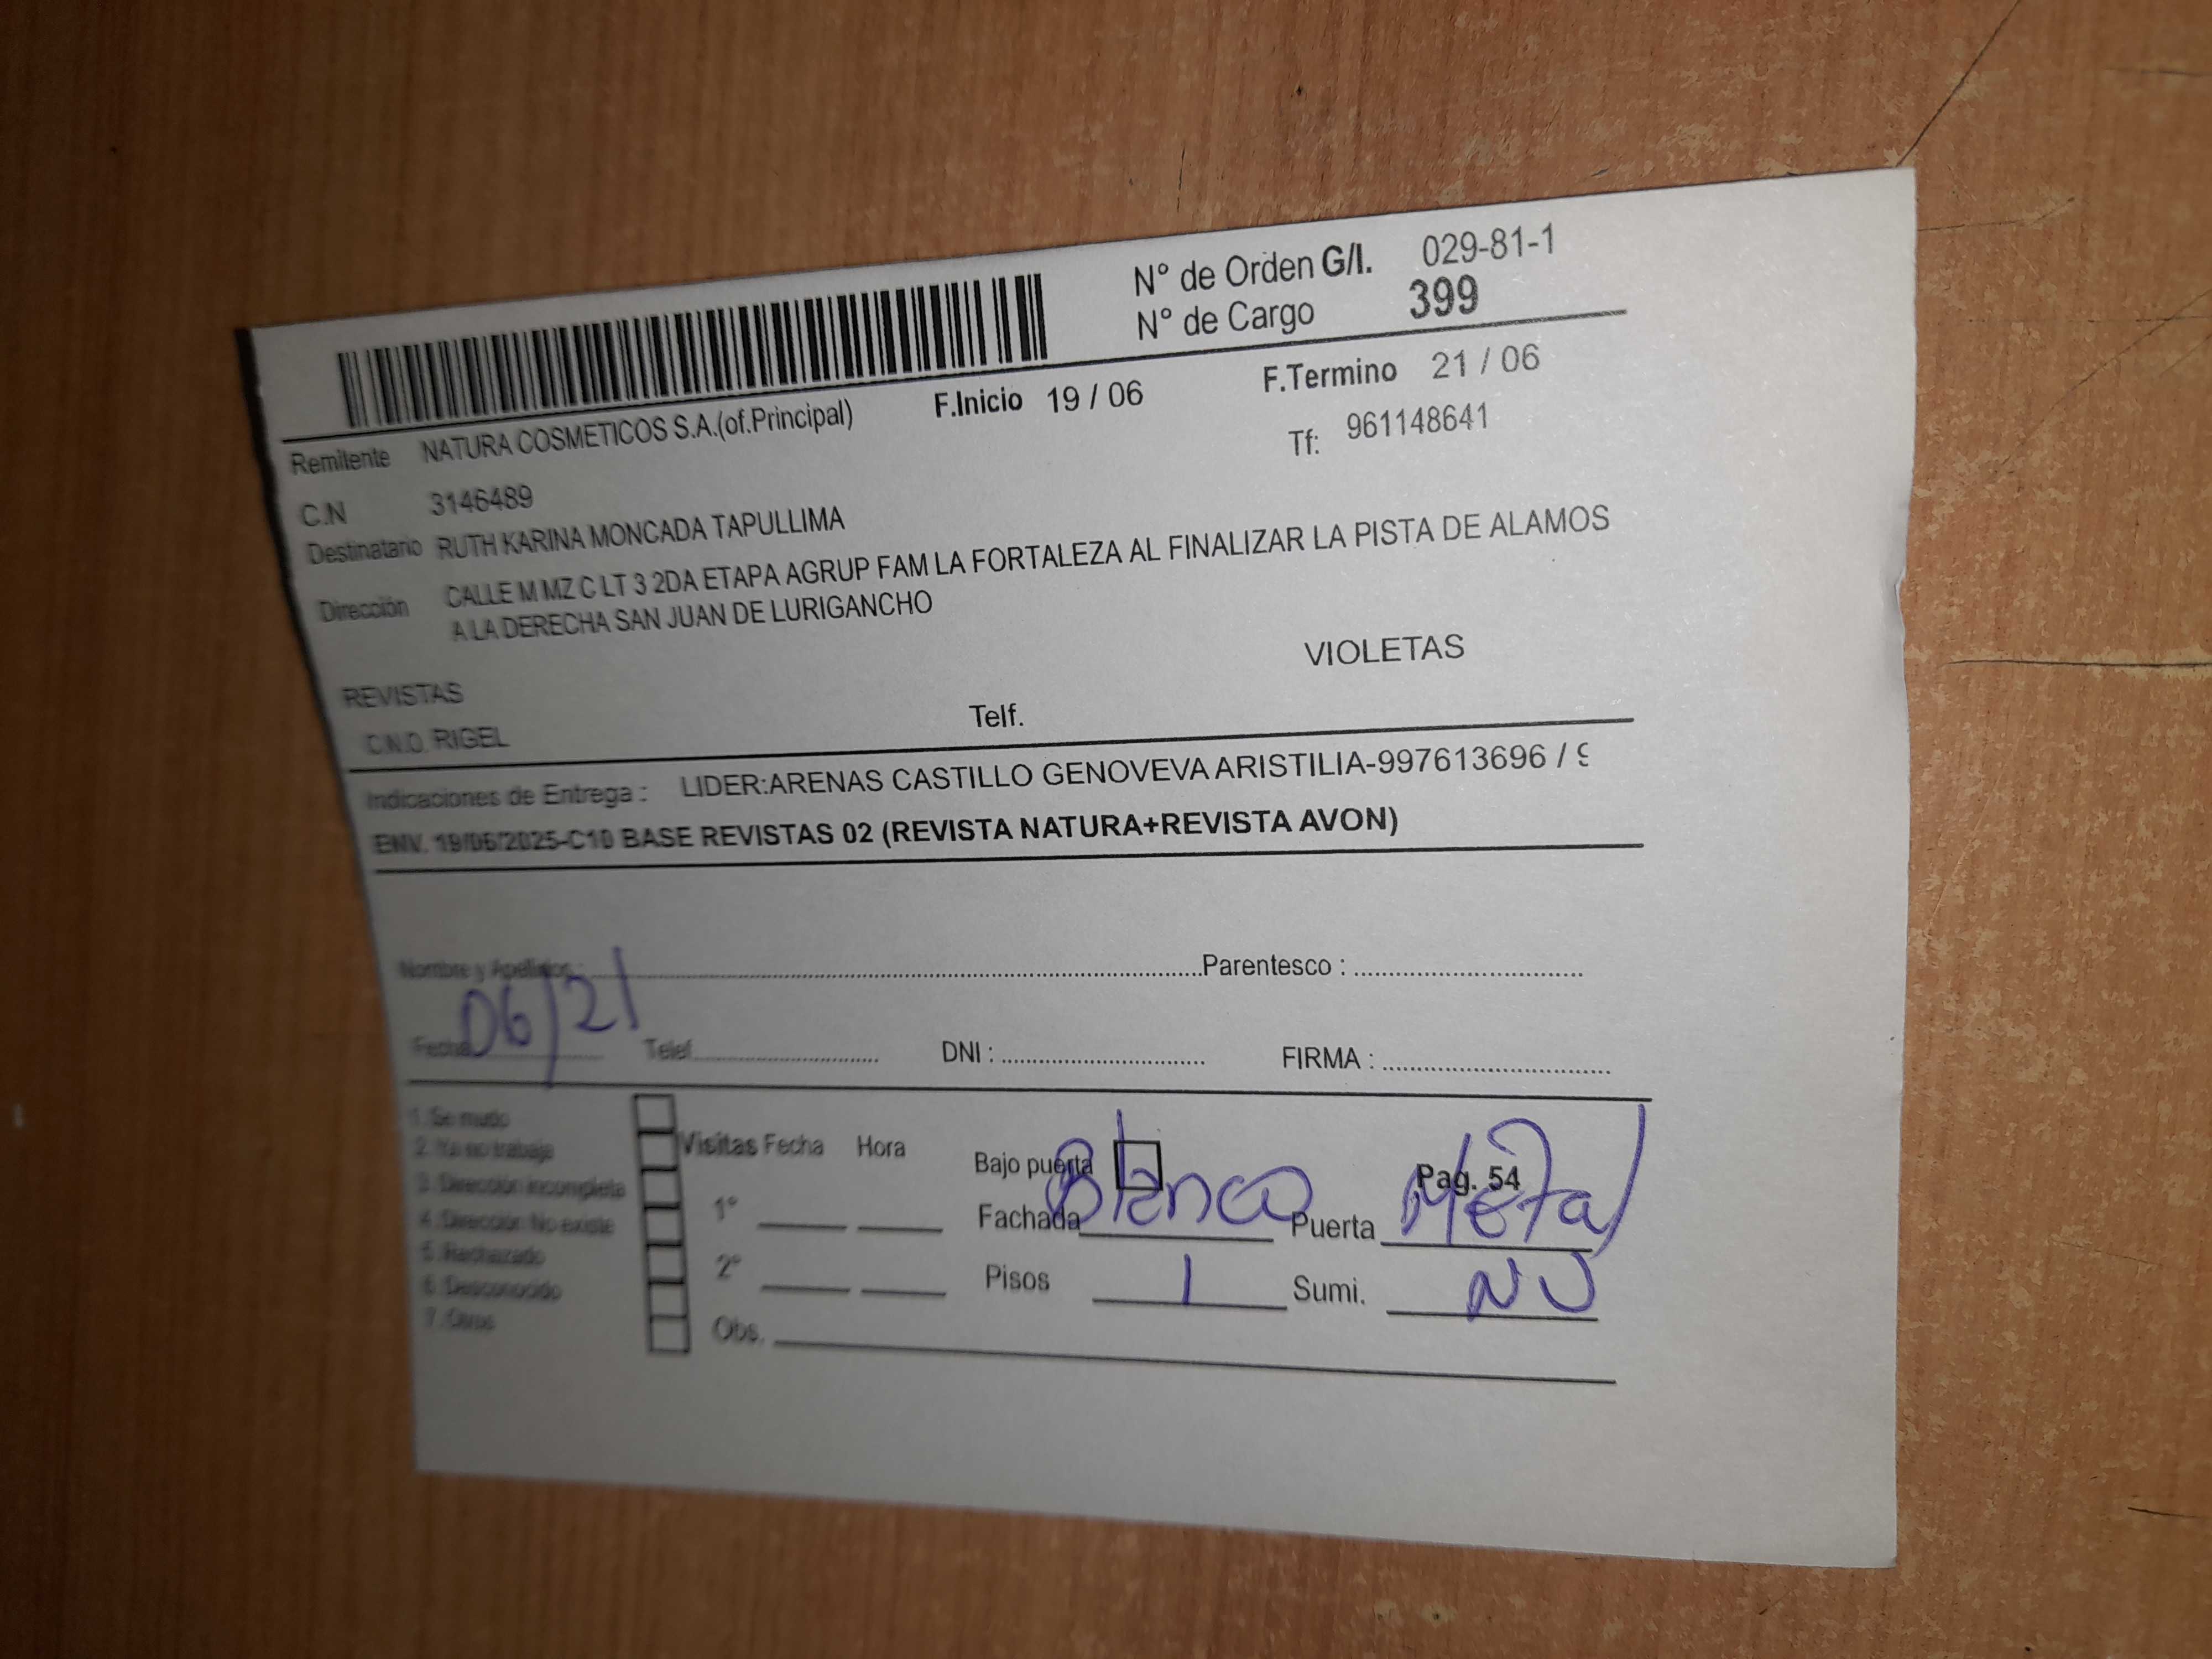 N° de Orden G/I. 029-81-1
N° de Cargo 399
F.Inicio 19 / 06 F.Termino 21 / 06
Remitente NATURA COSMETICOS S.A.(of.Principal) Tf: 961148641
C.N 3146489
Destinatario RUTH KARINA MONCADA TAPULLIMA
Dirección CALLE M MZ C LT 3 2DA ETAPA AGRUP FAM LA FORTALEZA AL FINALIZAR LA PISTA DE ALAMOS
A LA DERECHA SAN JUAN DE LURIGANCHO
VIOLETAS
REVISTAS
C.N.O. RIGEL Telf.
Indicaciones de Entrega : LIDER:ARENAS CASTILLO GENOVEVA ARISTILIA-997613696 / 9
ENV. 19/06/2025-C10 BASE REVISTAS 02 (REVISTA NATURA+REVISTA AVON)
Nombre y Apellidos : Parentesco :
Fecha 06/21 Telef DNI : FIRMA :
1. Se mudo
2. Ya no trabaja
3. Dirección incompleta
4. Dirección No existe
5. Rechazado
6. Desconocido
7. Otros
Visitas Fecha Hora
1°
2°
Obs.
Bajo puerta Pag. 54
Fachada Blanco Puerta Metal
Pisos 1 Sumi. NO